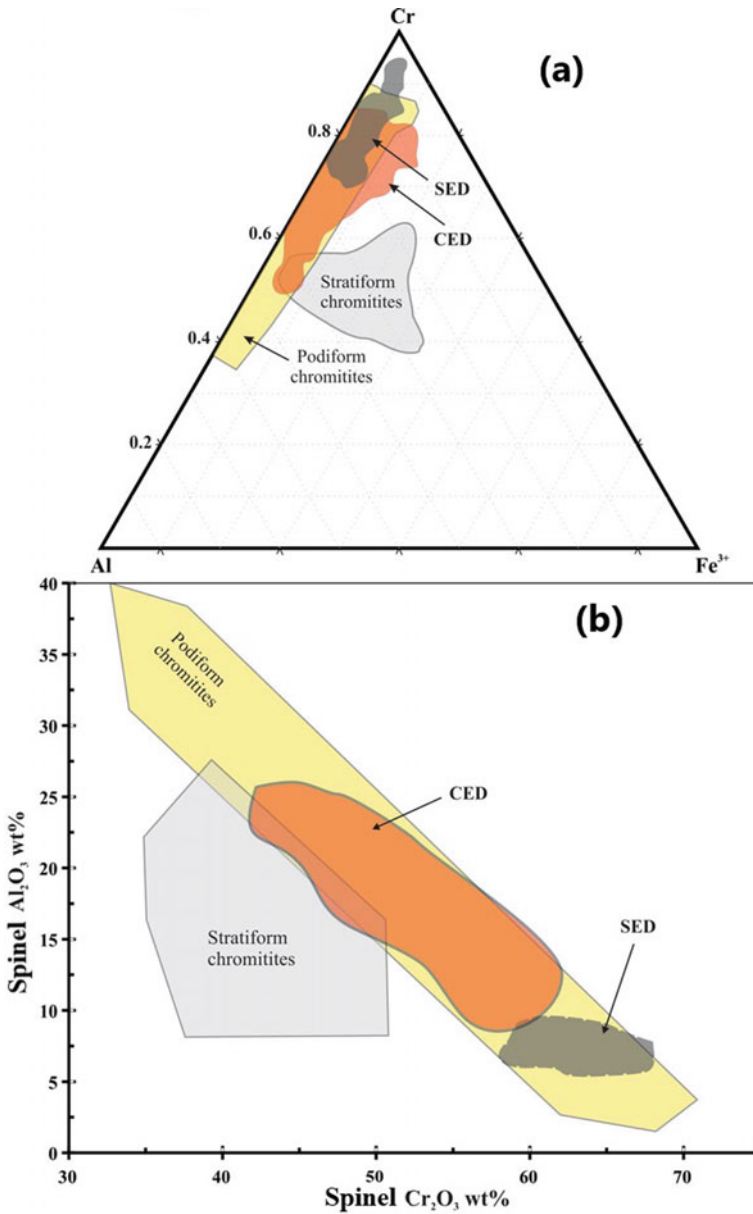 Cr
(a)
0.8
SED
CED
0.6
Stratiform
chromitites
0.4
Podiform
chromitites
0.2
Al
Fe³⁺
40
(b)
Podiform
chromitites
35
30
25
CED
20
Spinel Al₂O₃ wt%
15
Stratiform
chromitites
SED
10
5
0
30
40
50
60
70
Spinel Cr₂O₃ wt%